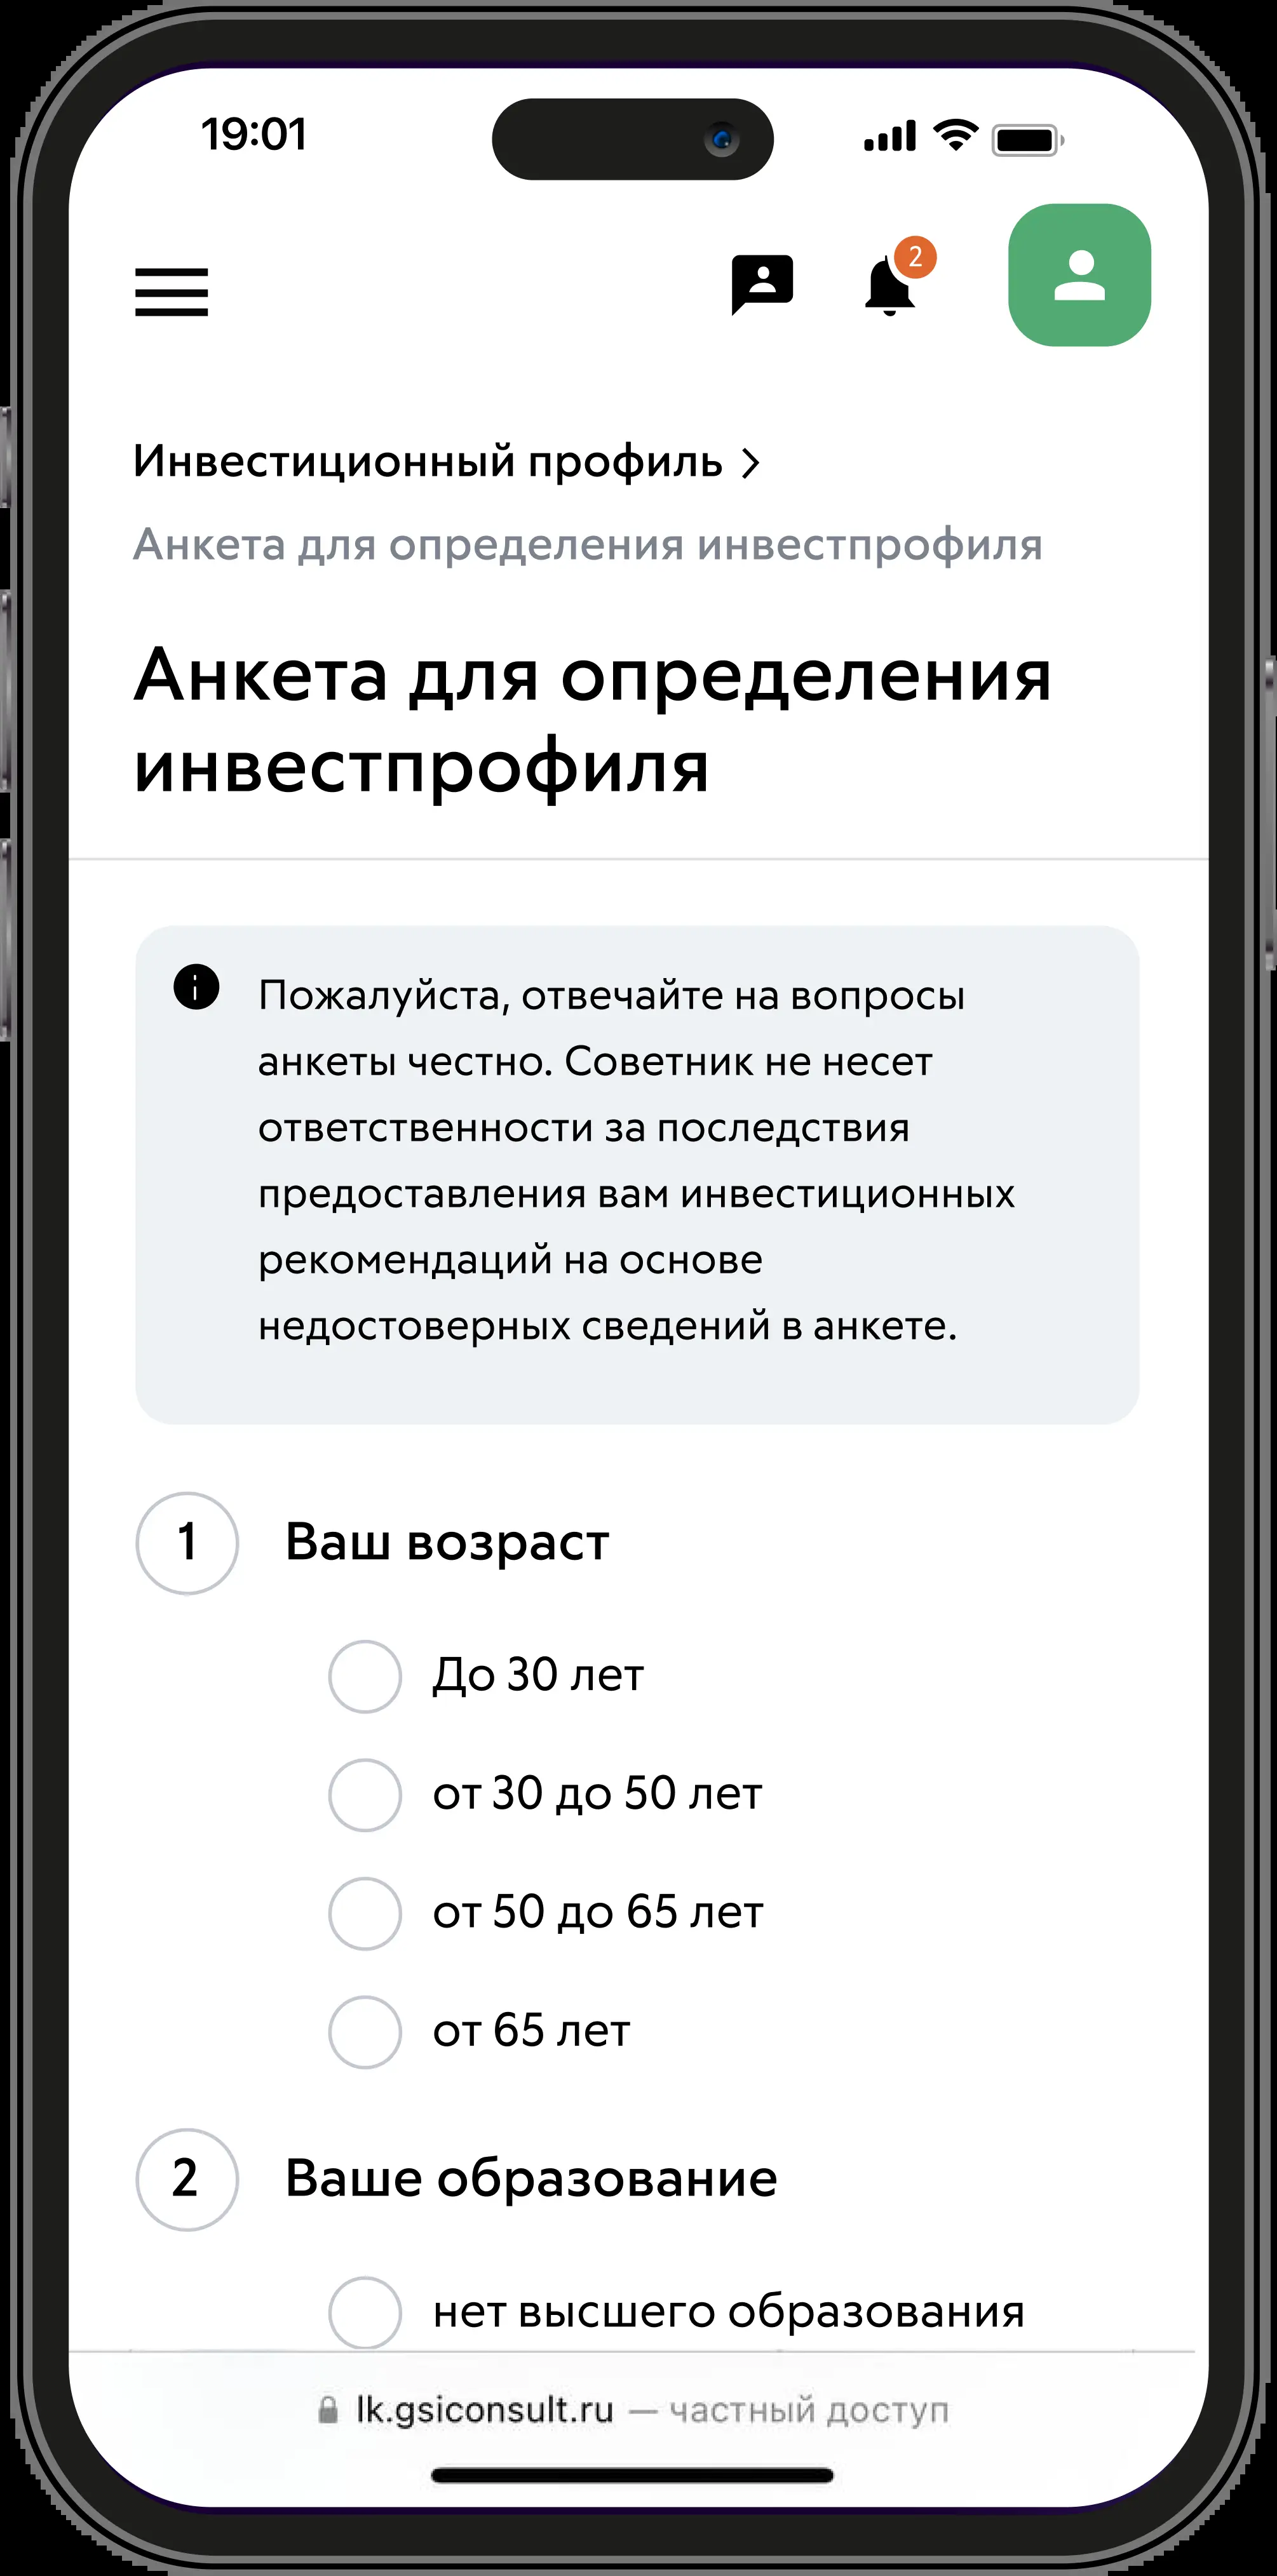 19:01
2
Инвестиционный профиль
Анкета для определения инвестпрофиля
Анкета для определения
инвестпрофиля
Пожалуйста, отвечайте на вопросы
анкеты честно. Советник не несет
ответственности за последствия
предоставления вам инвестиционных
рекомендаций на основе
недостоверных сведений в анкете.
1 Ваш возраст
До 30 лет
от 30 до 50 лет
от 50 до 65 лет
от 65 лет
2 Ваше образование
нет высшего образования
lk.gsiconsult.ru — частный доступ